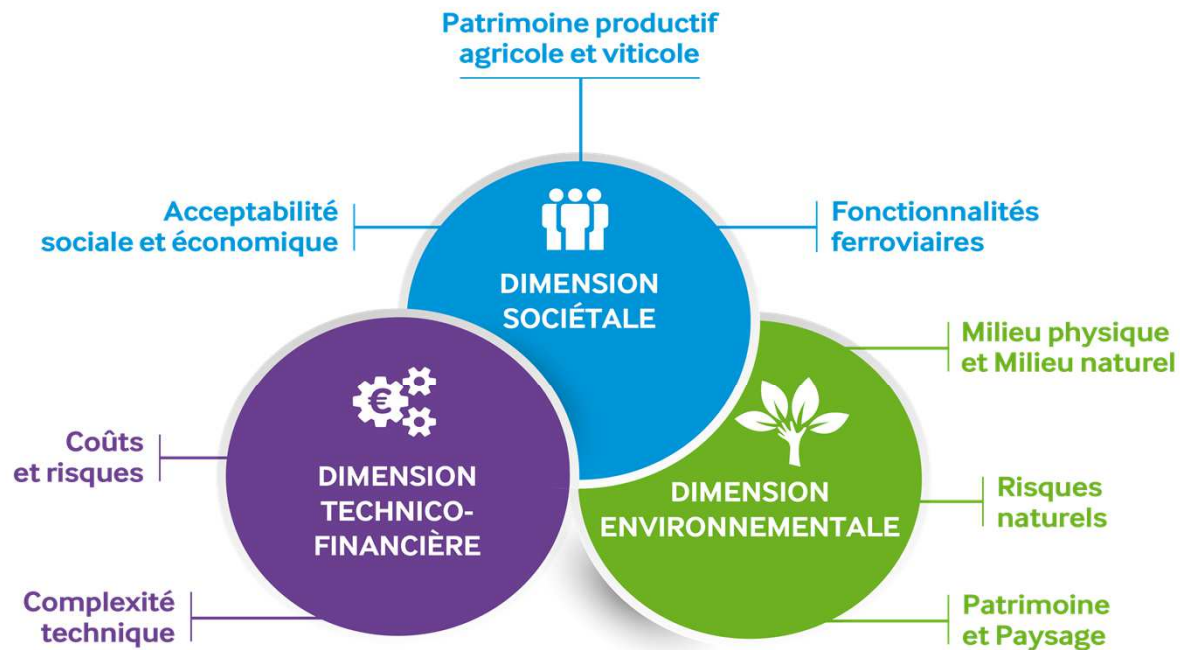 Patrimoine productif
agricole et viticole
Acceptabilité
sociale et économique
Fonctionnalités
ferroviaires
DIMENSION
SOCIÉTALE
Milieu physique
et Milieu naturel
€
Coûts
et risques
DIMENSION
TECHNICO-
FINANCIÈRE
DIMENSION
ENVIRONNEMENTALE
Risques
naturels
Complexité
technique
Patrimoine
et Paysage